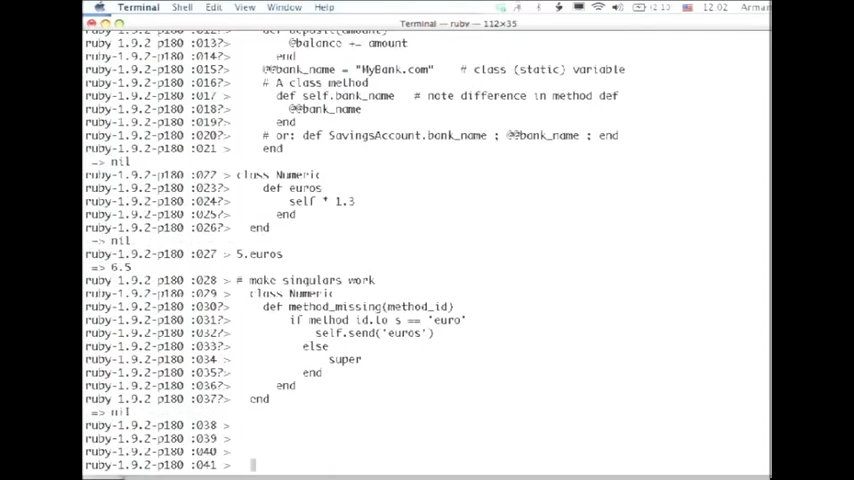 Terminal Shell Edit View Window Help 12 02 Arman
Terminal — ruby — 112×35
ruby 1.9.2 p180 :012?> def deposit(amount)
ruby 1.9.2 p180 :013?> @balance += amount
ruby-1.9.2-p180 :014?> end
ruby-1.9.2-p180 :015?> @@bank_name = "MyBank.com" # class (static) variable
ruby-1.9.2-p180 :016?> # A class method
ruby-1.9.2-p180 :017 def self.bank_name # note difference in method def
ruby-1.9.2-p180 :018?> @@bank_name
ruby-1.9.2-p180 :019?> end
ruby-1.9.2-p180 :020?> # or: def SavingsAccount.bank_name ; @@bank_name ; end
ruby-1.9.2-p180 :021 end
=> nil
ruby-1.9.2-p180 :022 > class Numeric
ruby-1.9.2-p180 :023?> def euros
ruby-1.9.2-p180 :024?> self * 1.3
ruby-1.9.2-p180 :025?> end
ruby-1.9.2-p180 :026?> end
=> nil
ruby-1.9.2-p180 :027 > 5.euros
=> 6.5
ruby-1.9.2-p180 :028 > # make singulars work
ruby-1.9.2-p180 :029 > class Numeric
ruby-1.9.2-p180 :030?> def method_missing(method_id)
ruby-1.9.2-p180 :031?> if method_id.to_s == 'euro'
ruby-1.9.2-p180 :032?> self.send('euros')
ruby-1.9.2-p180 :033?> else
ruby-1.9.2-p180 :034 super
ruby-1.9.2-p180 :035?> end
ruby-1.9.2-p180 :036?> end
ruby-1.9.2-p180 :037?> end
=> nil
ruby-1.9.2-p180 :038 >
ruby-1.9.2-p180 :039 >
ruby-1.9.2-p180 :040 >
ruby-1.9.2-p180 :041 >